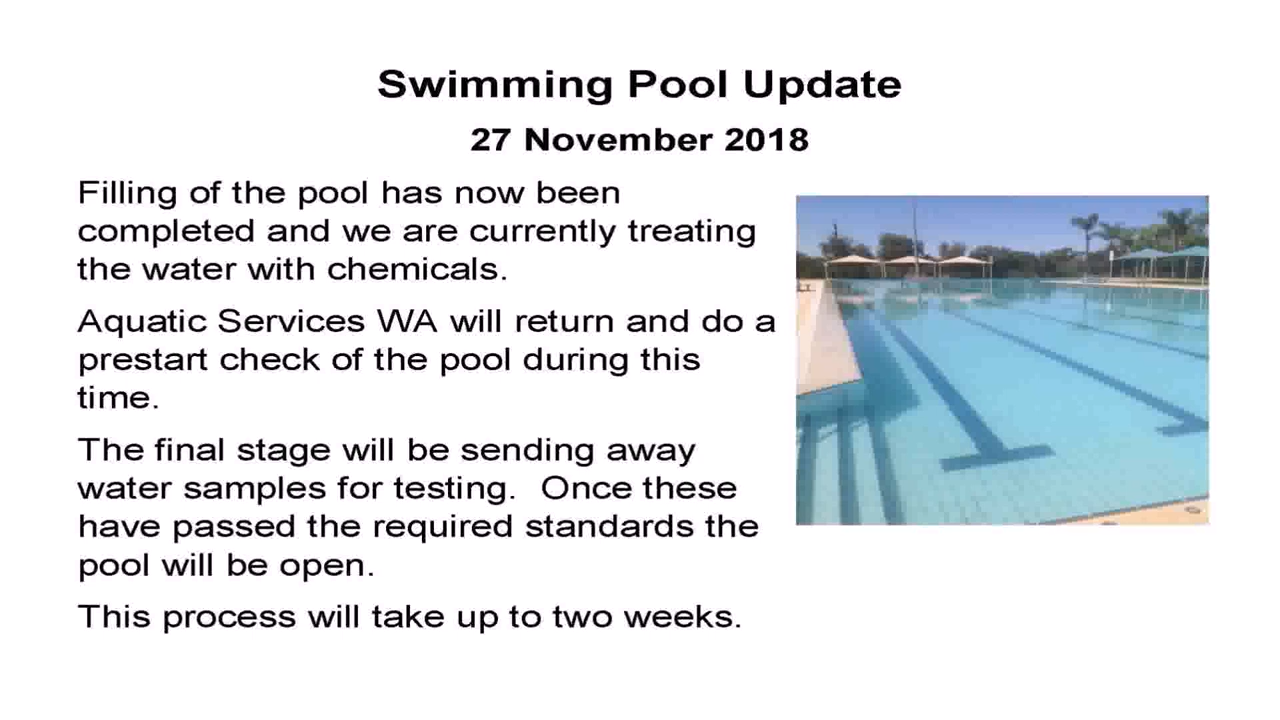 Swimming Pool Update
27 November 2018
Filling of the pool has now been
completed and we are currently treating
the water with chemicals.
Aquatic Services WA will return and do a
prestart check of the pool during this
time.
The final stage will be sending away
water samples for testing.  Once these
have passed the required standards the
pool will be open.
This process will take up to two weeks.